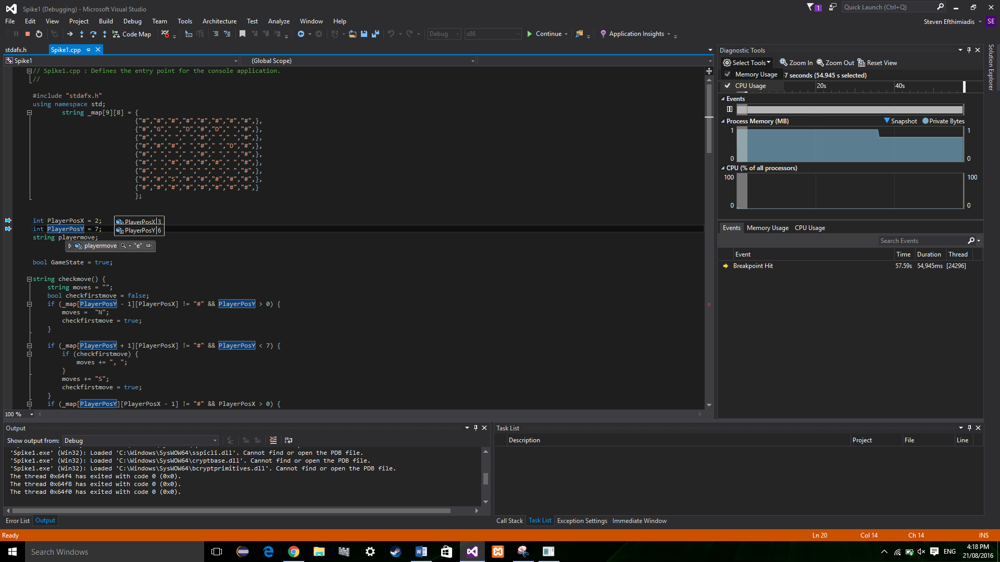 Spike1 (Debugging) - Microsoft Visual Studio
1
Quick Launch (Ctrl+Q)
File Edit View Project Build Debug Team Tools Architecture Test Analyze Window Help
Steven Efthimiadis SE
Code Map Debug x86 Continue Application Insights
stdafx.h Spike1.cpp
Spike1 (Global Scope)
// Spike1.cpp : Defines the entry point for the console application.
//
#include "stdafx.h"
using namespace std;
string _map[9][8] = {
{"#","#","#","#","#","#","#","#",},
{"#","G"," ","D","#","D"," ","#",},
{"#"," "," "," ","#"," "," ","#",},
{"#","#","#"," ","#"," ","D","#",},
{"#"," "," "," ","#"," "," ","#",},
{"#"," ","#","#","#"," ","#","#",},
{"#"," "," "," "," "," "," ","#",},
{"#","#","S","#","#","#","#","#",},
{"#","#","#","#","#","#","#","#",}
};
int PlayerPosX = 2;
PlayerPosX 3
int PlayerPosY = 7;
PlayerPosY 6
string playermove;
playermove "e"
bool GameState = true;
string checkmove() {
string moves = "";
bool checkfirstmove = false;
if (_map[PlayerPosY - 1][PlayerPosX] != "#" && PlayerPosY > 0) {
moves =  "N";
checkfirstmove = true;
}
if (_map[PlayerPosY + 1][PlayerPosX] != "#" && PlayerPosY < 7) {
if (checkfirstmove) {
moves += ", ";
}
moves += "S";
checkfirstmove = true;
}
if (_map[PlayerPosY][PlayerPosX - 1] != "#" && PlayerPosX > 0) {
100 %
Diagnostic Tools
Select Tools Zoom In Zoom Out Reset View
Memory Usage
7 seconds (54.945 s selected)
CPU Usage
20s 40s
Events
Process Memory (MB) Snapshot Private Bytes
1 1
0 0
CPU (% of all processors)
100 100
0 0
Events Memory Usage CPU Usage
Search Events
Event Time Duration Thread
Breakpoint Hit 57.59s 54,945ms [24296]
Solution Explorer
Output
Show output from: Debug
'Spike1.exe' (Win32): Loaded 'C:\Windows\SysWOW64\sspicli.dll'. Cannot find or open the PDB file.
'Spike1.exe' (Win32): Loaded 'C:\Windows\SysWOW64\cryptbase.dll'. Cannot find or open the PDB file.
'Spike1.exe' (Win32): Loaded 'C:\Windows\SysWOW64\bcryptprimitives.dll'. Cannot find or open the PDB file.
The thread 0x64f4 has exited with code 0 (0x0).
The thread 0x64f8 has exited with code 0 (0x0).
The thread 0x64f0 has exited with code 0 (0x0).
Error List Output
Task List
Description Project File Line
Call Stack Task List Exception Settings Immediate Window
Ready Ln 20 Col 14 Ch 14 INS
Search Windows
ENG
4:18 PM
21/08/2016